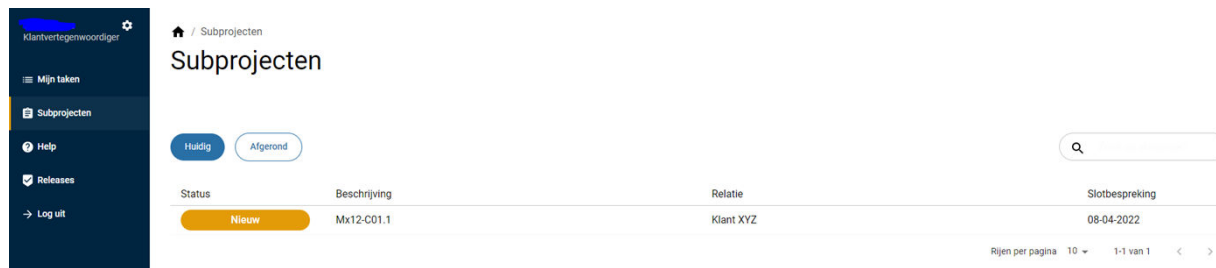 Klantvertegenwoordiger
Mijn taken
Subprojecten
Help
Releases
Log uit
/ Subprojecten
Subprojecten
Huidig Afgerond
Status Beschrijving Relatie Slotbespreking
Nieuw Mx12-C01.1 Klant XYZ 08-04-2022
Rijen per pagina 10 1-1 van 1 < >